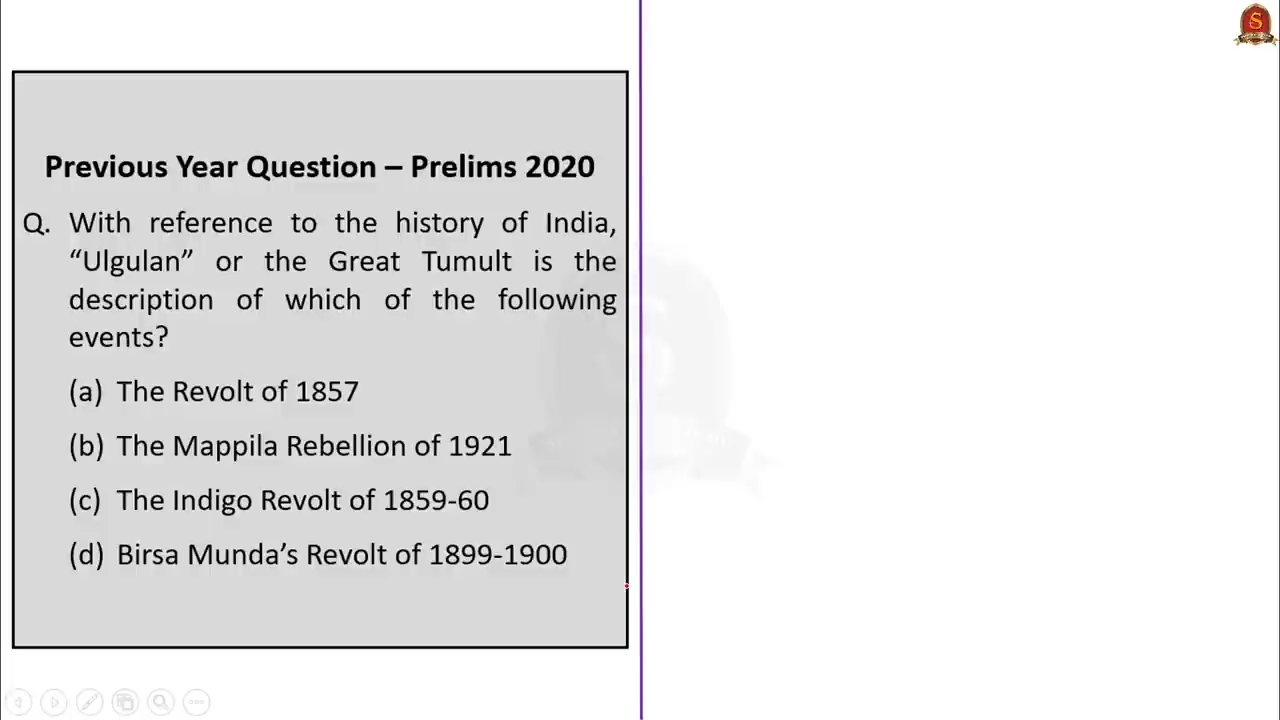 Previous Year Question – Prelims 2020
Q. With reference to the history of India,
“Ulgulan” or the Great Tumult is the
description of which of the following
events?
(a) The Revolt of 1857
(b) The Mappila Rebellion of 1921
(c) The Indigo Revolt of 1859-60
(d) Birsa Munda’s Revolt of 1899-1900